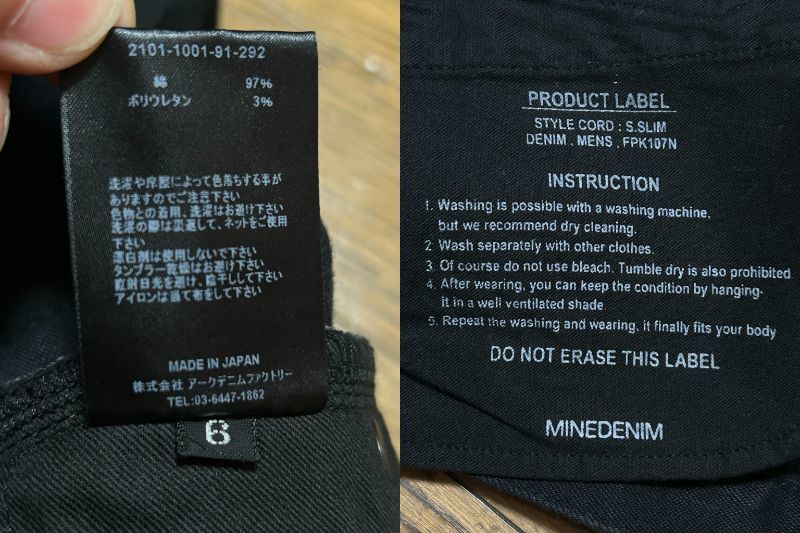 2101-1001-91-292
綿 97%
ポリウレタン 3%
洗濯や摩擦によって色落ちする事が
ありますのでご注意下さい
色物との着用、洗濯はお避け下さい
洗濯の際は裏返して、ネットをご使用
下さい
漂白剤は使用しないで下さい
タンブラー乾燥はお避け下さい
直射日光を避け、陰干しして下さい
アイロンは当て布をして下さい
MADE IN JAPAN
株式会社 アークデニムファクトリー
TEL:03-6447-1862
6
PRODUCT LABEL
STYLE CORD : S.SLIM
DENIM . MENS . FPK107N
INSTRUCTION
1. Washing is possible with a washing machine,
but we recommend dry cleaning.
2. Wash separately with other clothes.
3. Of course do not use bleach. Tumble dry is also prohibited
4. After wearing, you can keep the condition by hanging-
it in a well ventilated shade
5. Repeat the washing and wearing, it finally fits your body
DO NOT ERASE THIS LABEL
MINEDENIM